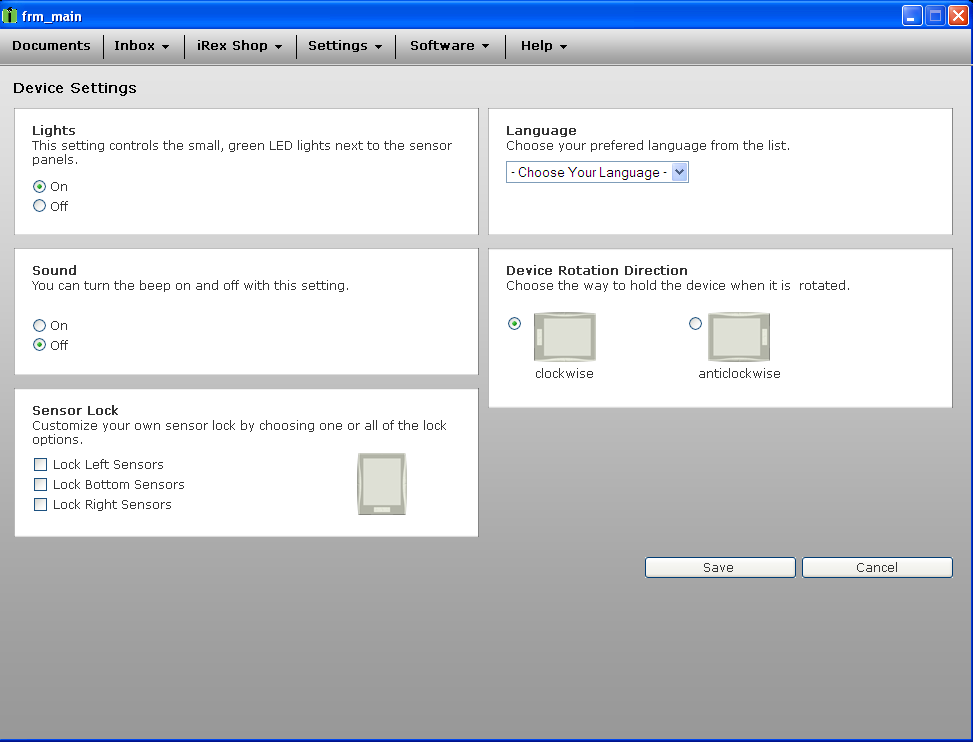 frm_main
Documents
Inbox
iRex Shop
Settings
Software
Help
Device Settings
Lights
This setting controls the small, green LED lights next to the sensor
panels.
On
Off
Sound
You can turn the beep on and off with this setting.
On
Off
Sensor Lock
Customize your own sensor lock by choosing one or all of the lock
options.
Lock Left Sensors
Lock Bottom Sensors
Lock Right Sensors
Language
Choose your prefered language from the list.
- Choose Your Language -
Device Rotation Direction
Choose the way to hold the device when it is  rotated.
clockwise
anticlockwise
Save
Cancel